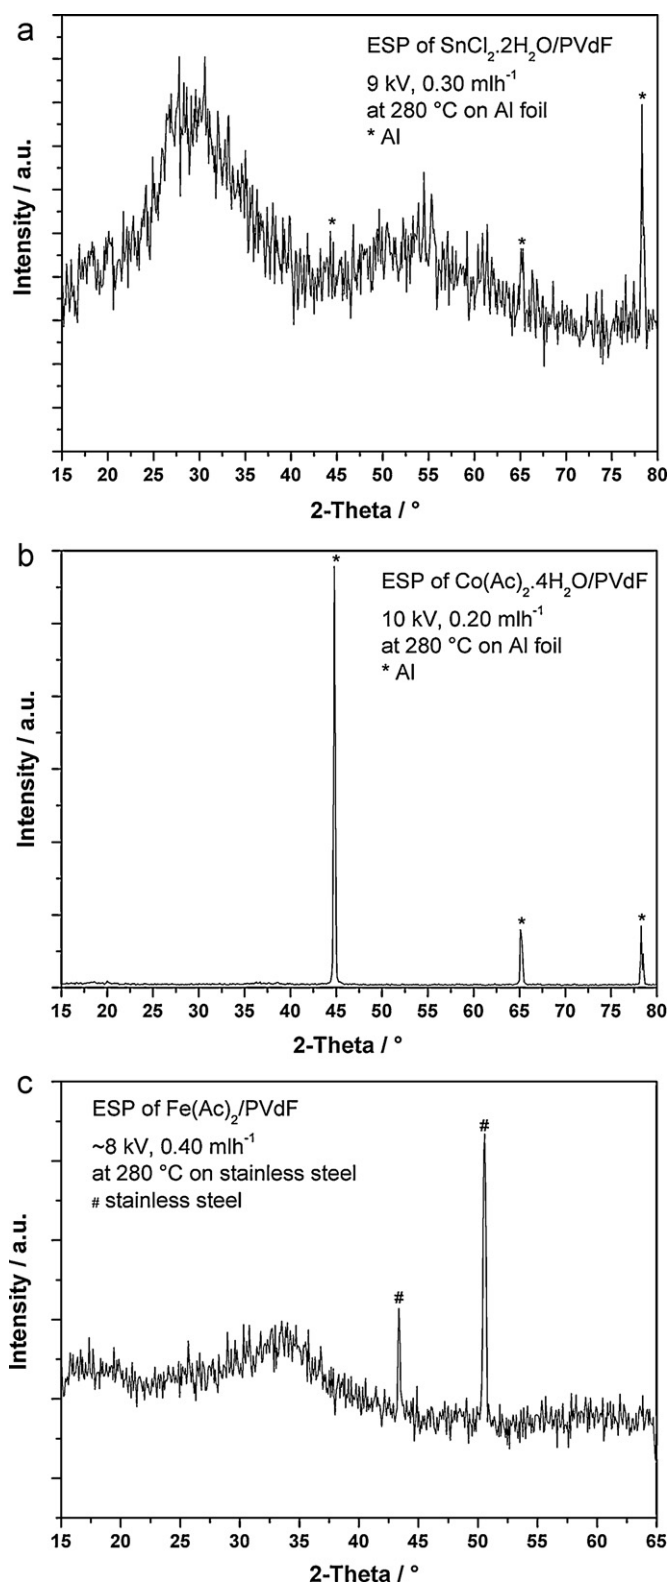 a
ESP of SnCl₂.2H₂O/PVdF
9 kV, 0.30 mlh⁻¹
at 280 °C on Al foil
* Al
*
*
*
Intensity / a.u.
15 20 25 30 35 40 45 50 55 60 65 70 75 80
2-Theta / °
b
ESP of Co(Ac)₂.4H₂O/PVdF
10 kV, 0.20 mlh⁻¹
at 280 °C on Al foil
* Al
*
*
*
Intensity / a.u.
15 20 25 30 35 40 45 50 55 60 65 70 75 80
2-Theta / °
c
ESP of Fe(Ac)₂/PVdF
~8 kV, 0.40 mlh⁻¹
at 280 °C on stainless steel
# stainless steel
#
#
Intensity / a.u.
15 20 25 30 35 40 45 50 55 60 65
2-Theta / °